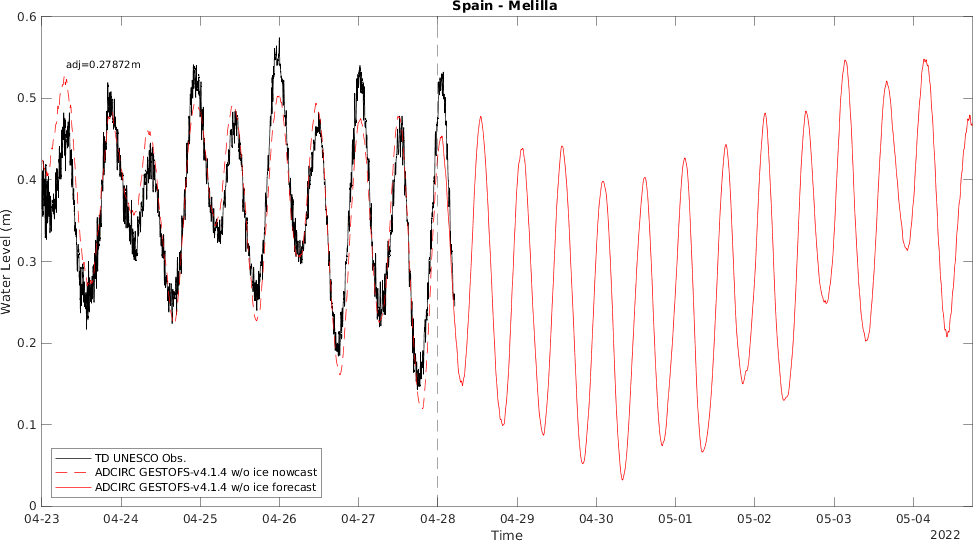 Spain - Melilla
0.6
0.5
0.4
0.3
0.2
0.1
0
Water Level (m)
adj=0.27872m
TD UNESCO Obs.
ADCIRC GESTOFS-v4.1.4 w/o ice nowcast
ADCIRC GESTOFS-v4.1.4 w/o ice forecast
04-23 04-24 04-25 04-26 04-27 04-28 04-29 04-30 05-01 05-02 05-03 05-04
Time
2022